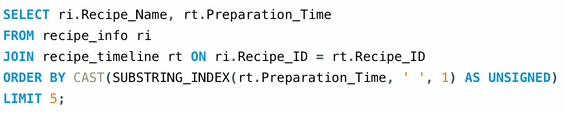 SELECT ri.Recipe_Name, rt.Preparation_Time
FROM recipe_info ri
JOIN recipe_timeline rt ON ri.Recipe_ID = rt.Recipe_ID
ORDER BY CAST(SUBSTRING_INDEX(rt.Preparation_Time, ' ', 1) AS UNSIGNED)
LIMIT 5;